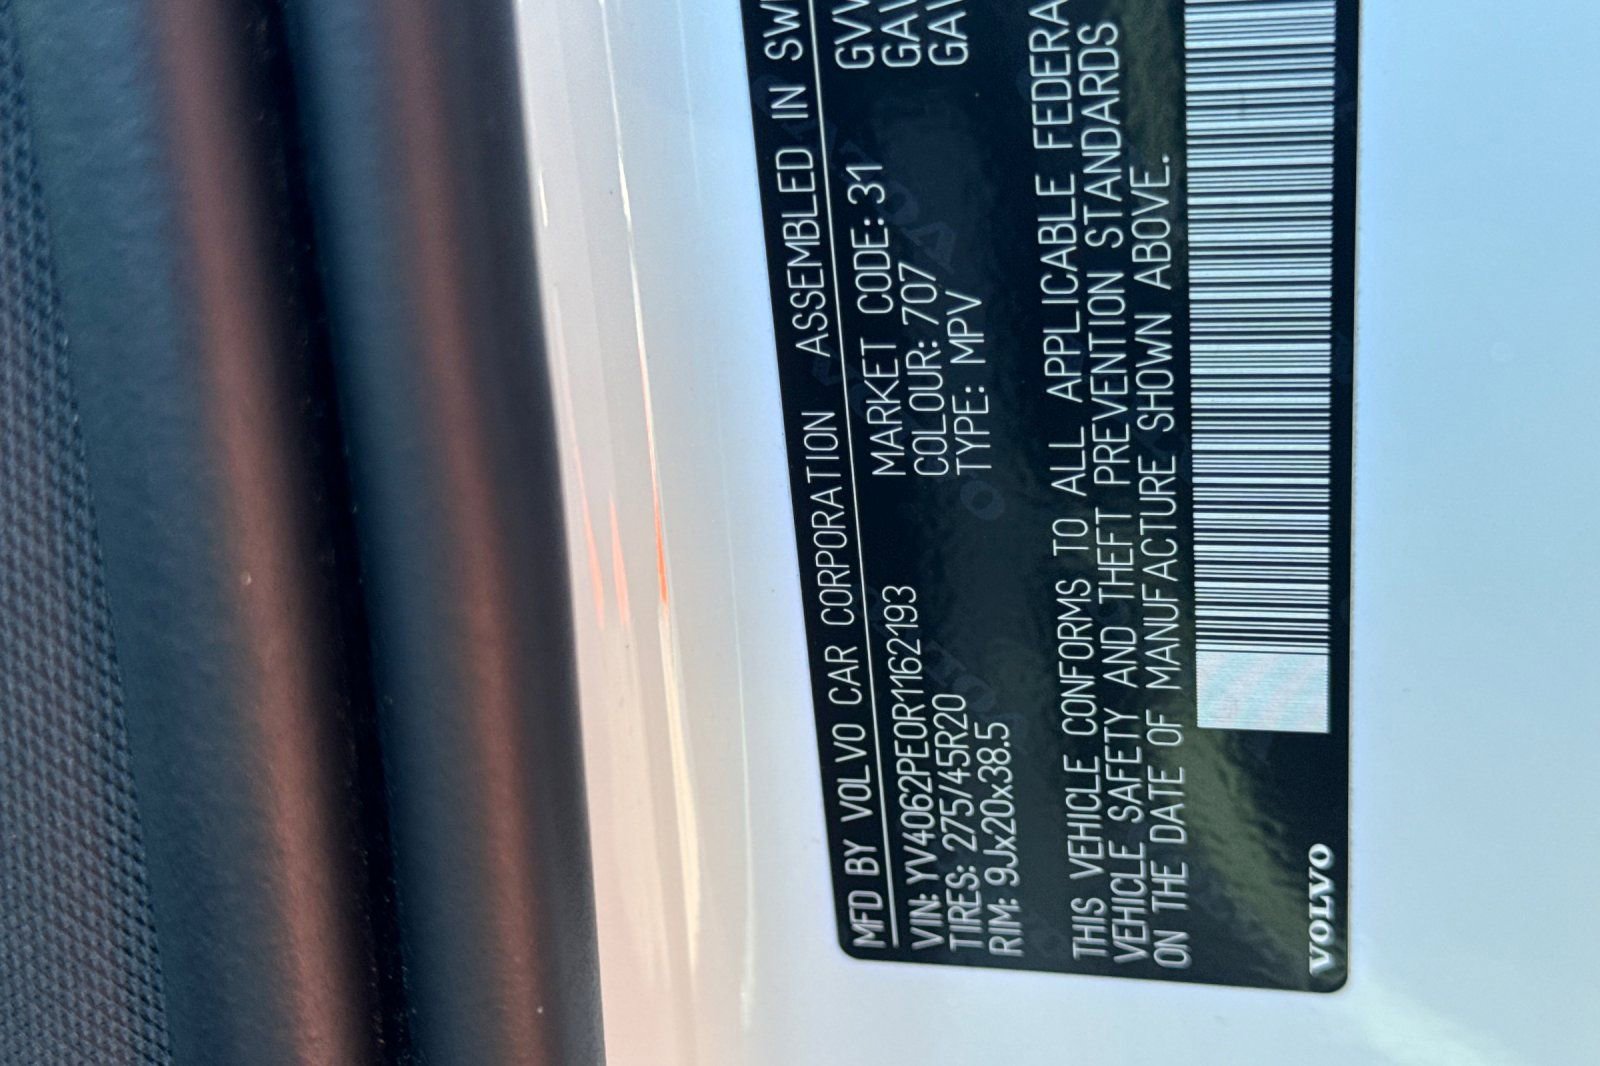 MFD BY VOLVO CAR CORPORATION ASSEMBLED IN
VIN: YV4062PE0R1162193 MARKET CODE: 31
TIRES: 275/45R20 COLOUR: 707
RIM: 9Jx20x38.5 TYPE: MPV
THIS VEHICLE CONFORMS TO ALL APPLICABLE
VEHICLE SAFETY AND THEFT PREVENTION STANDARDS
ON THE DATE OF MANUFACTURE SHOWN ABOVE.
VOLVO